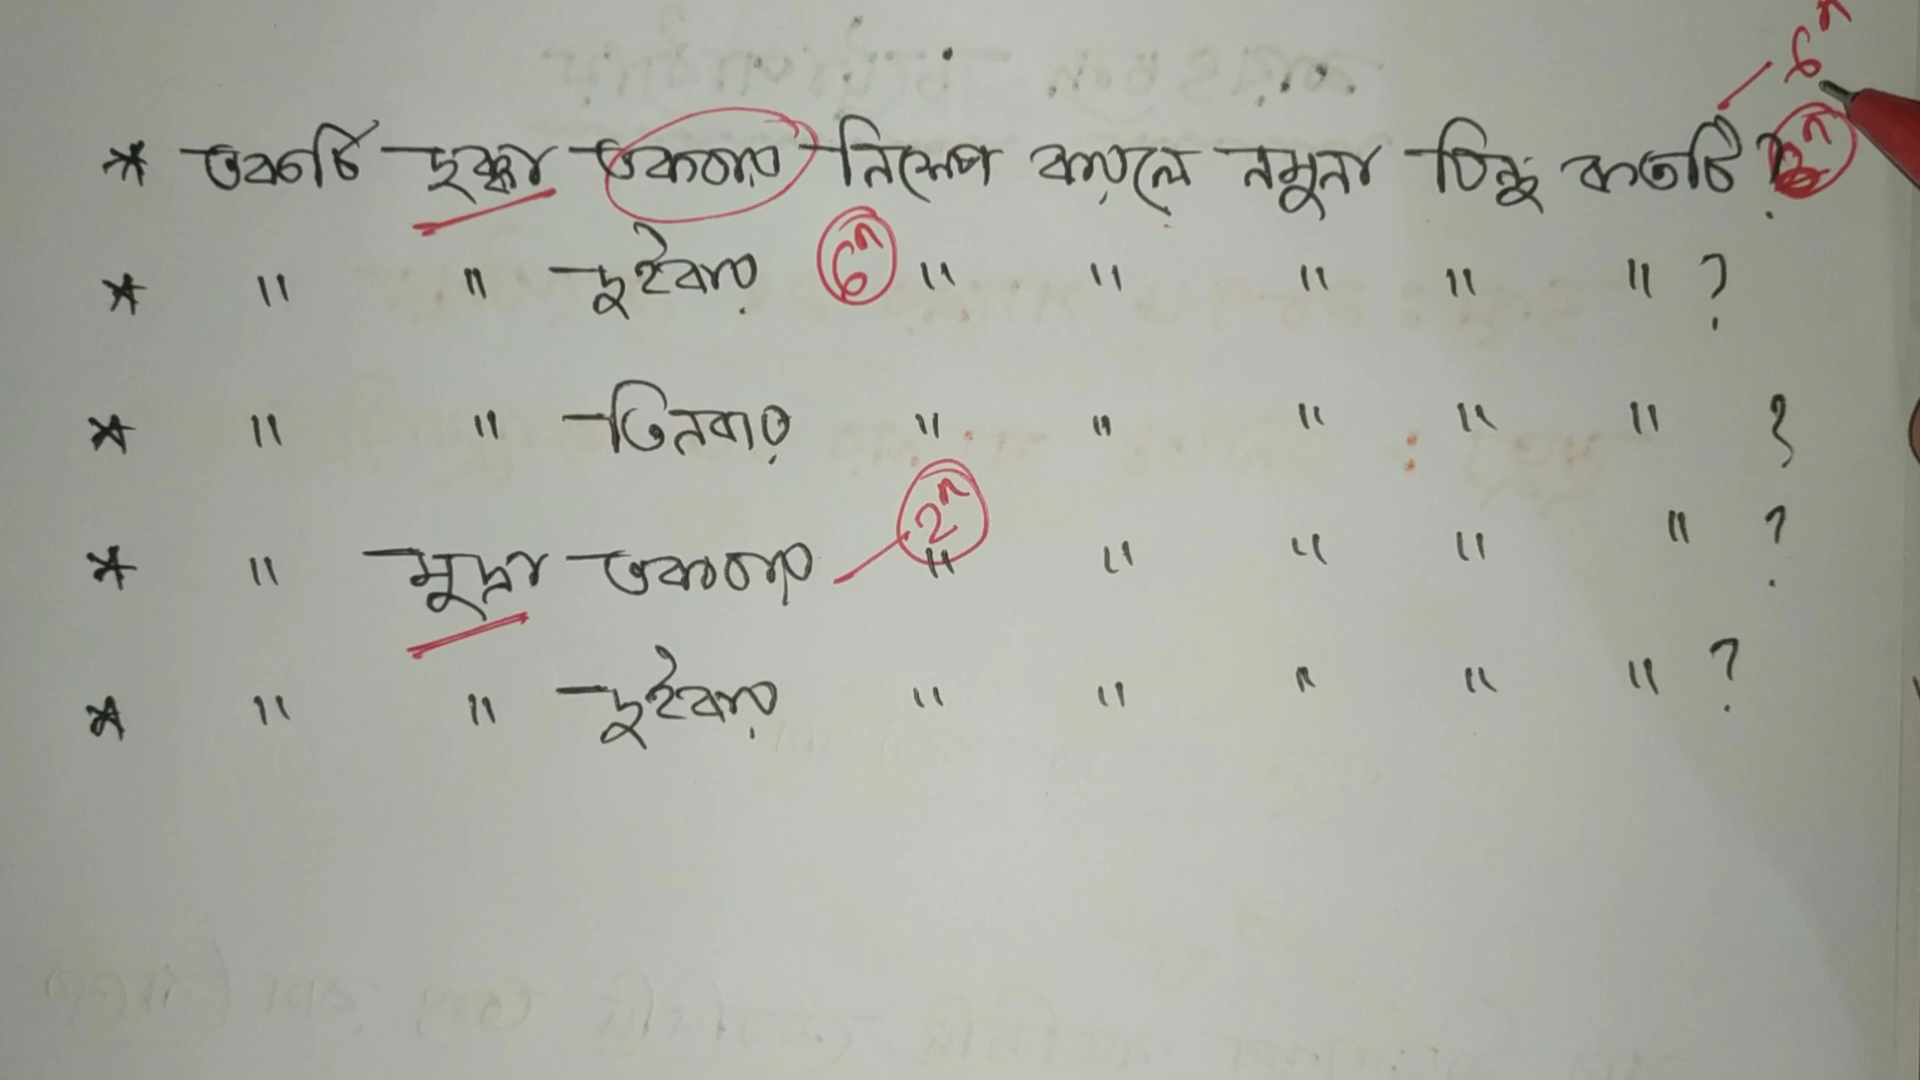 6ⁿ
* একটি ছক্কা একবার নিক্ষেপ করলে নমুনা বিন্দু কতটি?
* " " দুইবার 6ⁿ " " " " " ?
* " " তিনবার " " " " " ?
* " মুদ্রা একবার 2ⁿ " " " " " ?
* " " দুইবার " " " " " ?